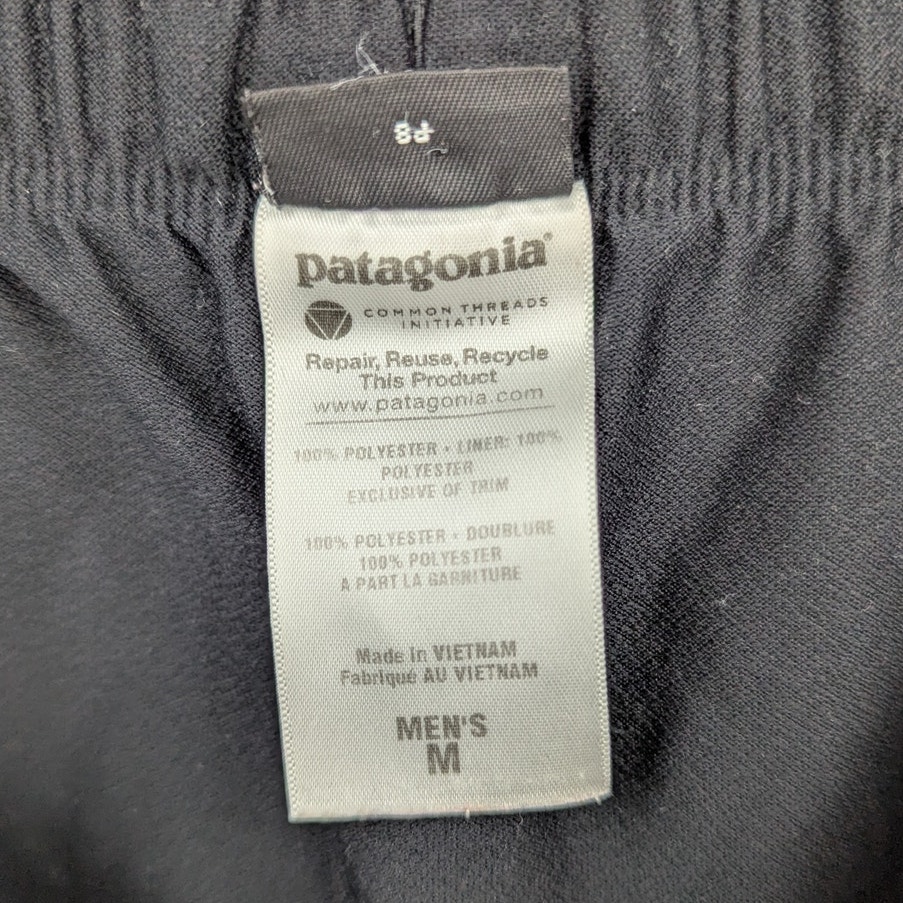 patagonia®
COMMON THREADS
INITIATIVE
Repair, Reuse, Recycle
This Product
www.patagonia.com
100% POLYESTER • LINER: 100%
POLYESTER
EXCLUSIVE OF TRIM
100% POLYESTER • DOUBLURE
100% POLYESTER
A PART LA GARNITURE
Made in VIETNAM
Fabriqué AU VIETNAM
MEN'S
M